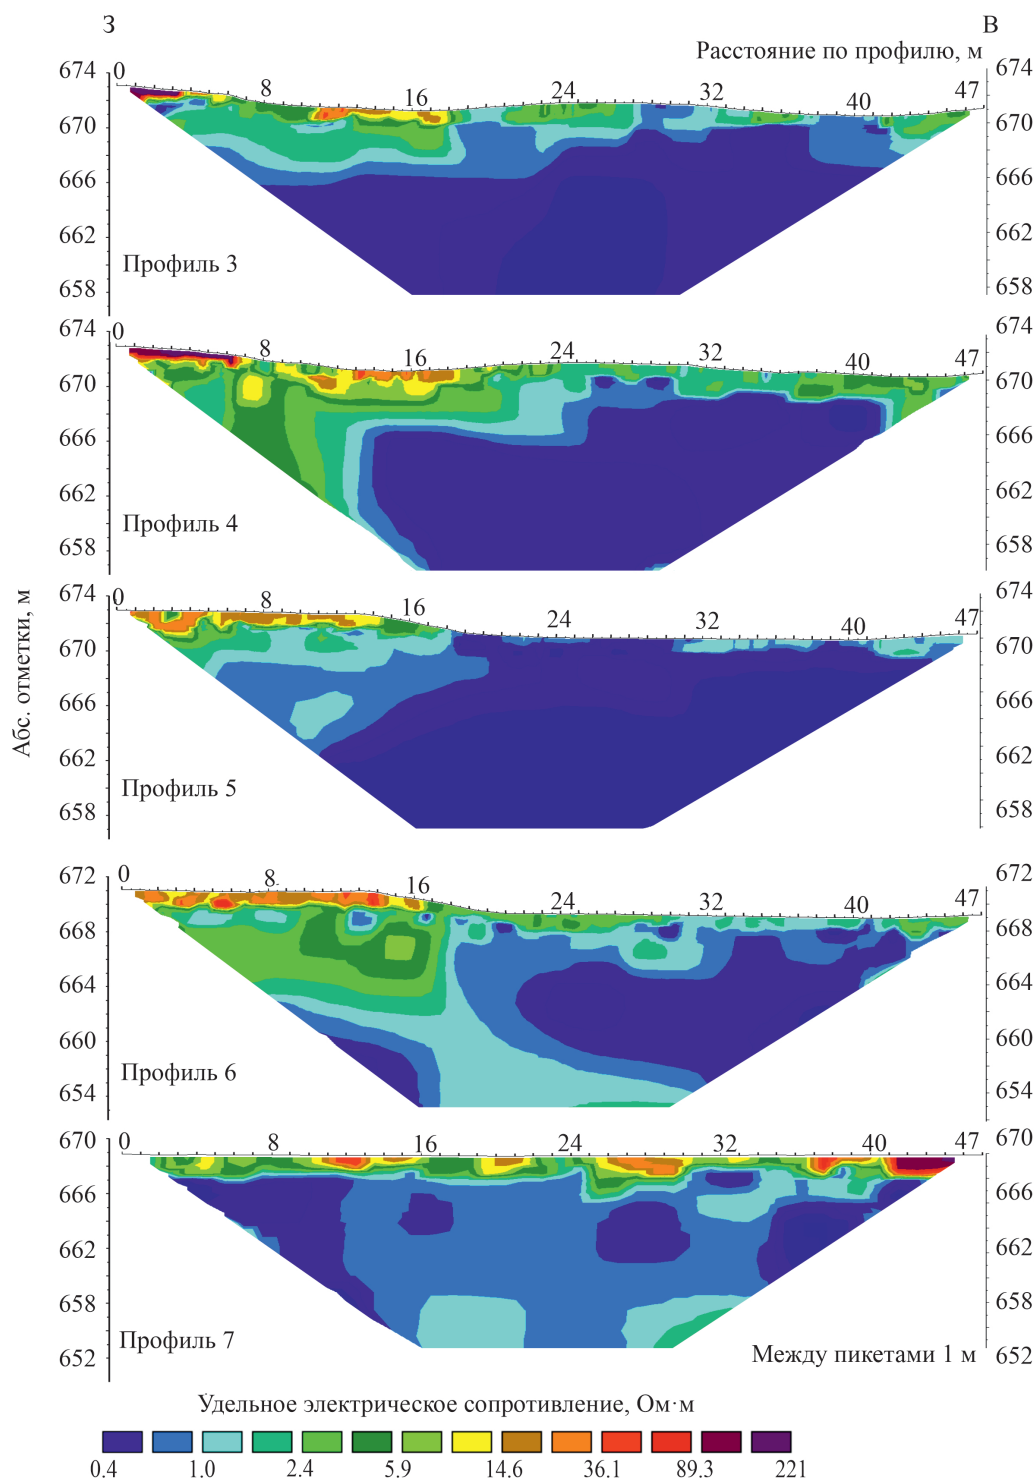 З В
Расстояние по профилю, м
674 0 8 16 24 32 40 47 674
670 670
666 666
662 662
Профиль 3
658 658
674 0 8 16 24 32 40 47 674
670 670
666 666
662 662
Профиль 4
658 658
Абс. отметки, м
674 0 8 16 24 32 40 47 674
670 670
666 666
662 662
Профиль 5
658 658
672 0 8 16 24 32 40 47 672
668 668
664 664
660 660
Профиль 6
654 654
670 0 8 16 24 32 40 47 670
666 666
662 662
658 658
Профиль 7
652 652
Между пикетами 1 м
Удельное электрическое сопротивление, Ом·м
0.4 1.0 2.4 5.9 14.6 36.1 89.3 221